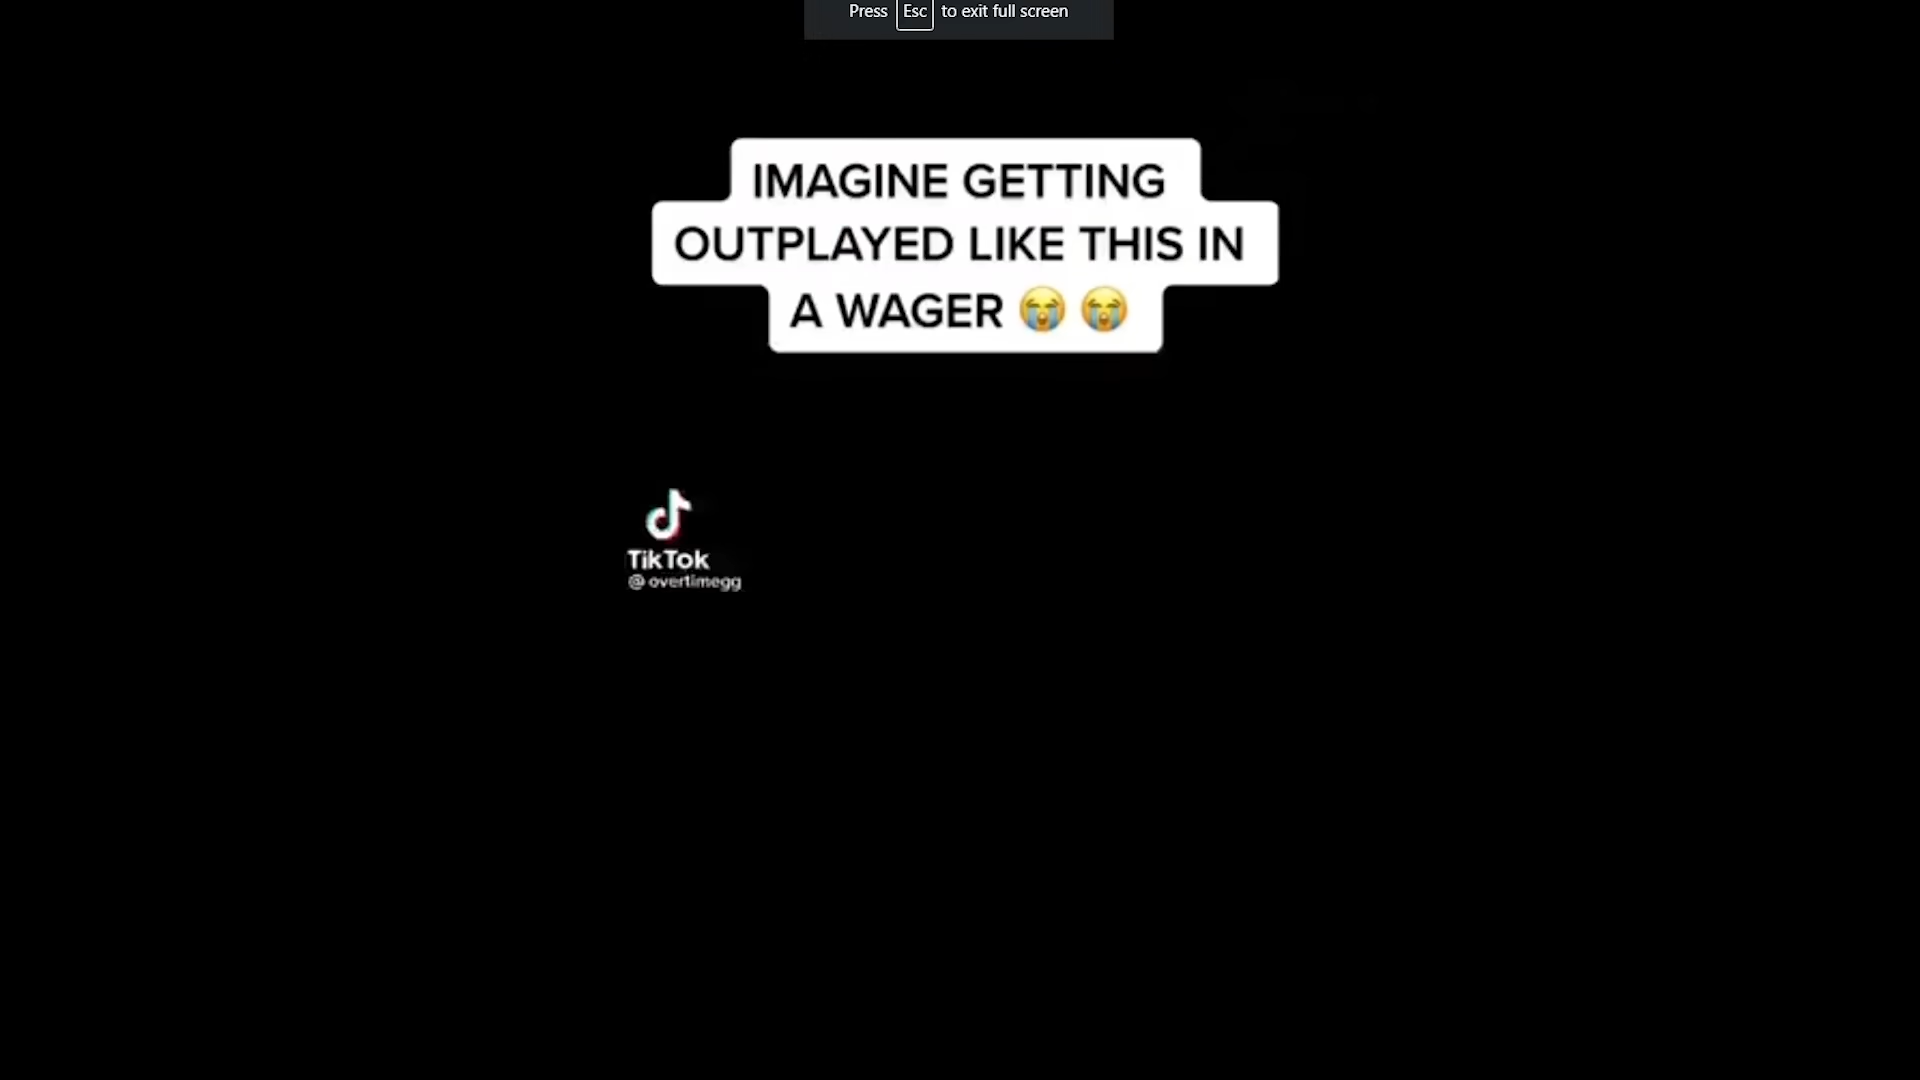 Press Esc to exit full screen
IMAGINE GETTING
OUTPLAYED LIKE THIS IN
A WAGER 😭 😭
TikTok
@overtimegg